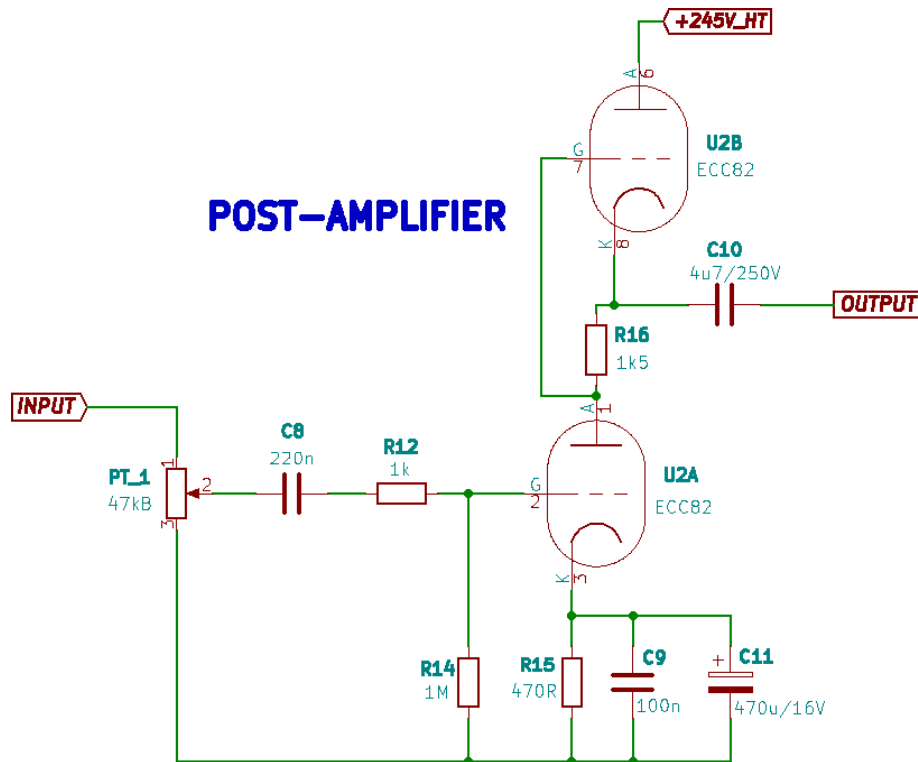 +245V_HT
A
6
U2B
ECC82
G
7
POST-AMPLIFIER
K
8
C10
4u7/250V
OUTPUT
R16
1k5
INPUT
A
1
C8
220n
R12
1k
U2A
ECC82
PT_1
47kB
1
2
3
G
2
K
3
R14
1M
R15
470R
C9
100n
+
C11
470u/16V